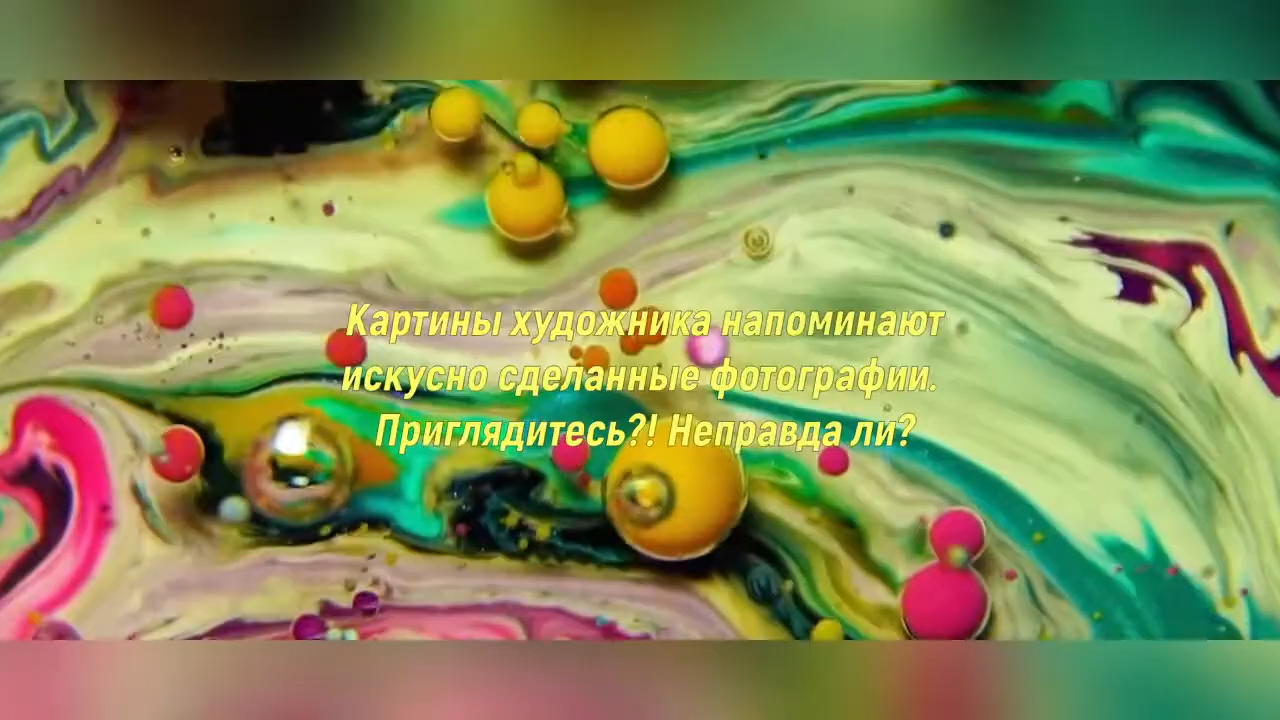 Картины художника напоминают
искусно сделанные фотографии.
Приглядитесь?! Неправда ли?